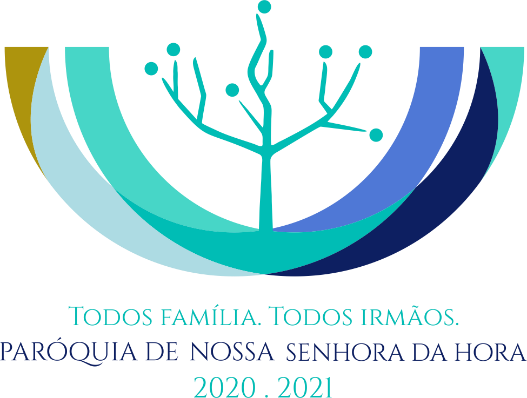 Todos família. Todos irmãos.
Paróquia de Nossa Senhora da Hora
2020 . 2021